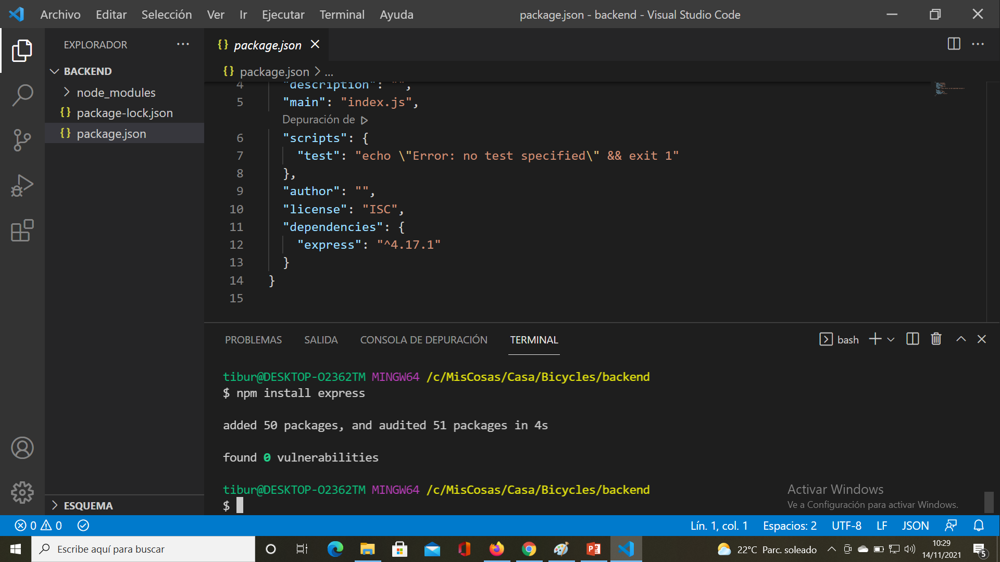 Archivo Editar Selección Ver Ir Ejecutar Terminal Ayuda package.json - backend - Visual Studio Code
EXPLORADOR ··· {} package.json
BACKEND
node_modules
{} package-lock.json
{} package.json
{} package.json > ...
4 "description": "",
5 "main": "index.js",
Depuración de
6 "scripts": {
7 "test": "echo \"Error: no test specified\" && exit 1"
8 },
9 "author": "",
10 "license": "ISC",
11 "dependencies": {
12 "express": "^4.17.1"
13 }
14 }
15
PROBLEMAS SALIDA CONSOLA DE DEPURACIÓN TERMINAL bash
tibur@DESKTOP-O2362TM MINGW64 /c/MisCosas/Casa/Bicycles/backend
$ npm install express
added 50 packages, and audited 51 packages in 4s
found 0 vulnerabilities
tibur@DESKTOP-O2362TM MINGW64 /c/MisCosas/Casa/Bicycles/backend
$
Activar Windows
Ve a Configuración para activar Windows.
ESQUEMA
0 0 Lín. 1, col. 1 Espacios: 2 UTF-8 LF JSON
Escribe aquí para buscar 22°C Parc. soleado 10:29
14/11/2021 5